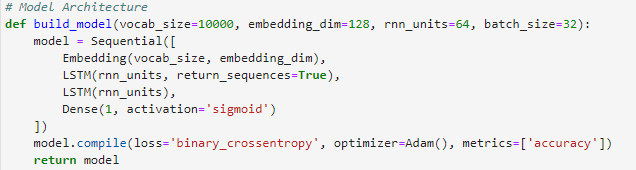 # Model Architecture
def build_model(vocab_size=10000, embedding_dim=128, rnn_units=64, batch_size=32):
    model = Sequential([
        Embedding(vocab_size, embedding_dim),
        LSTM(rnn_units, return_sequences=True),
        LSTM(rnn_units),
        Dense(1, activation='sigmoid')
    ])
    model.compile(loss='binary_crossentropy', optimizer=Adam(), metrics=['accuracy'])
    return model